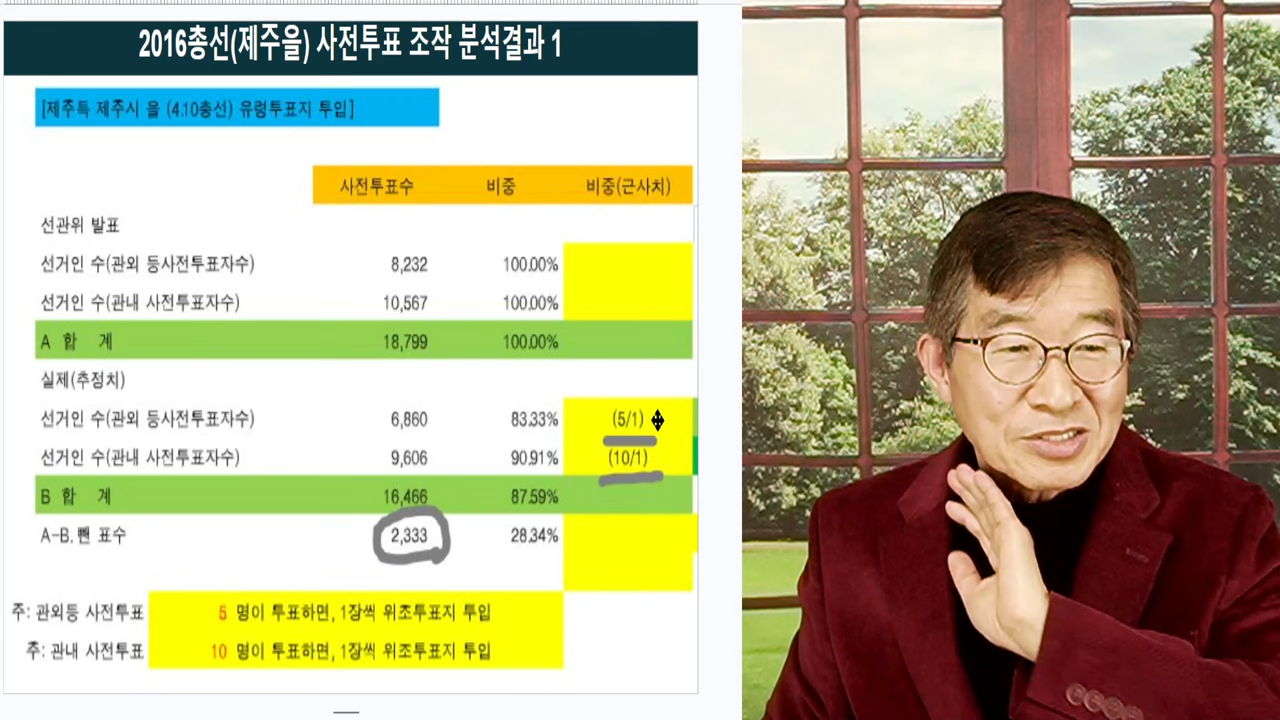 2016총선(제주을) 사전투표 조작 분석결과 1
[제주특 제주시 을 (4.10총선) 유령투표지 투입]
사전투표수 비중 비중(근사치)
선관위 발표
선거인 수(관외 등사전투표자수) 8,232 100.00%
선거인 수(관내 사전투표자수) 10,567 100.00%
A 합 계 18,799 100.00%
실제(추정치)
선거인 수(관외 등사전투표자수) 6,860 83.33% (5/1)
선거인 수(관내 사전투표자수) 9,606 90.91% (10/1)
B 합 계 16,466 87.59%
A-B, 뺀 표수 2,333 28.34%
주: 관외등 사전투표 5 명이 투표하면, 1장씩 위조투표지 투입
주: 관내 사전투표 10 명이 투표하면, 1장씩 위조투표지 투입